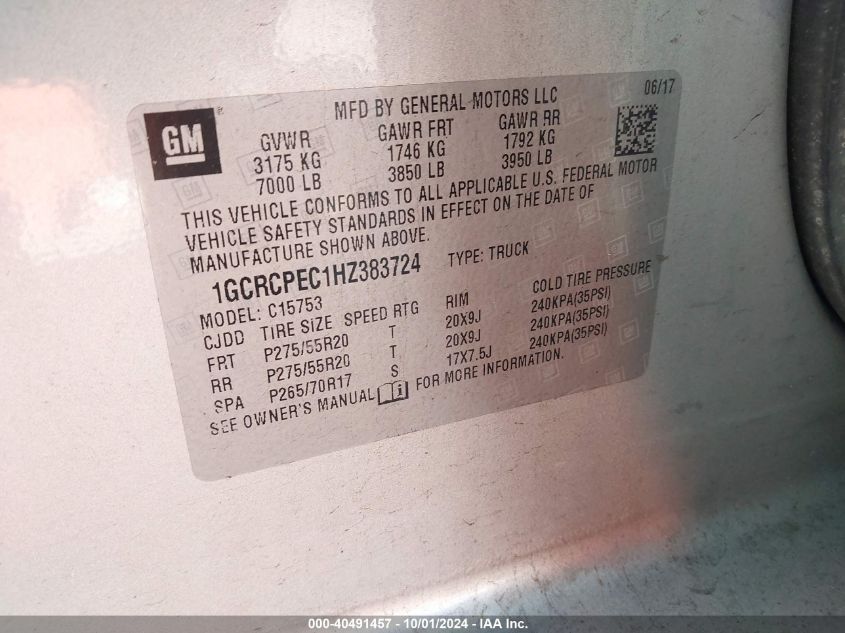 MFD BY GENERAL MOTORS LLC 06/17
GM
GVWR GAWR FRT GAWR RR
3175 KG 1746 KG 1792 KG
7000 LB 3850 LB 3950 LB
THIS VEHICLE CONFORMS TO ALL APPLICABLE U.S. FEDERAL MOTOR
VEHICLE SAFETY STANDARDS IN EFFECT ON THE DATE OF
MANUFACTURE SHOWN ABOVE.
1GCRCPEC1HZ383724 TYPE: TRUCK
MODEL: C15753
CJDD TIRE SIZE SPEED RTG RIM COLD TIRE PRESSURE
FRT P275/55R20 T 20X9J 240KPA(35PSI)
RR P275/55R20 T 20X9J 240KPA(35PSI)
SPA P265/70R17 S 17X7.5J 240KPA(35PSI)
SEE OWNER'S MANUAL FOR MORE INFORMATION.
000-40491457 - 10/01/2024 - IAA, Inc.